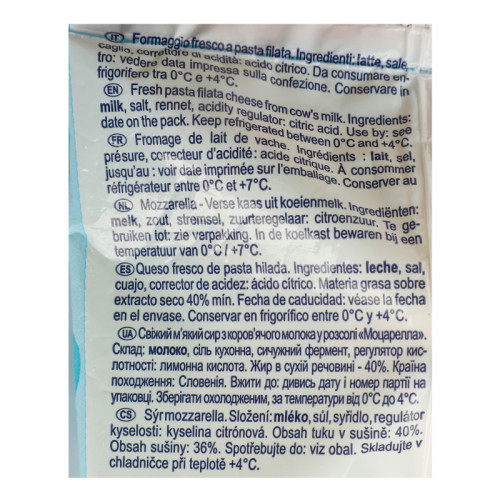 IT Formaggio fresco a pasta filata. Ingredienti: latte, sale,
caglio, correttore di acidità: acido citrico. Da consumare en-
tro: vedere data impressa sulla confezione. Conservare in
frigorifero tra 0°C e +4°C.
EN Fresh pasta filata cheese from cow's milk. Ingredients:
milk, salt, rennet, acidity regulator: citric acid. Use by: see
date on the pack. Keep refrigerated between 0°C and +4°C.
FR Fromage de lait de vache. Ingrédients : lait, sel,
présure, correcteur d'acidité: acide citrique. À consommer
jusqu'au: voir date imprimée sur l'emballage. Conserver au
réfrigérateur entre 0°C et +7°C.
NL Mozzarella - Verse kaas uit koeienmelk. Ingrediënten:
melk, zout, stremsel, zuurteregelaar: citroenzuur. Te ge-
bruiken tot: zie verpakking. In de koelkast bewaren bij een
temperatuur van 0°C / +7°C.
ES Queso fresco de pasta hilada. Ingredientes: leche, sal,
cuajo, corrector de acidez: ácido cítrico. Materia grasa sobre
extracto seco 40% min. Fecha de caducidad: véase la fecha
en el envase. Conservar en frigorífico entre 0°C y +4°C.
UA Свіжий м'який сир з коров'ячого молока у розсолі «Моцарелла».
Склад: молоко, сіль кухонна, сичужний фермент, регулятор кис-
лотності: лимонна кислота. Жир в сухій речовині - 40%. Країна
походження: Словенія. Вжити до: дивись дату і номер партії на
упаковці. Зберігати охолодженим, за температури від 0°C до 4°C.
CS Sýr mozzarella. Složení: mléko, sůl, syřidlo, regulátor
kyselosti: kyselina citrónová. Obsah tuku v sušině: 40%.
Obsah sušiny: 36%. Spotřebujte do: viz obal. Skladujte v
chladničce při teplotě +4°C.